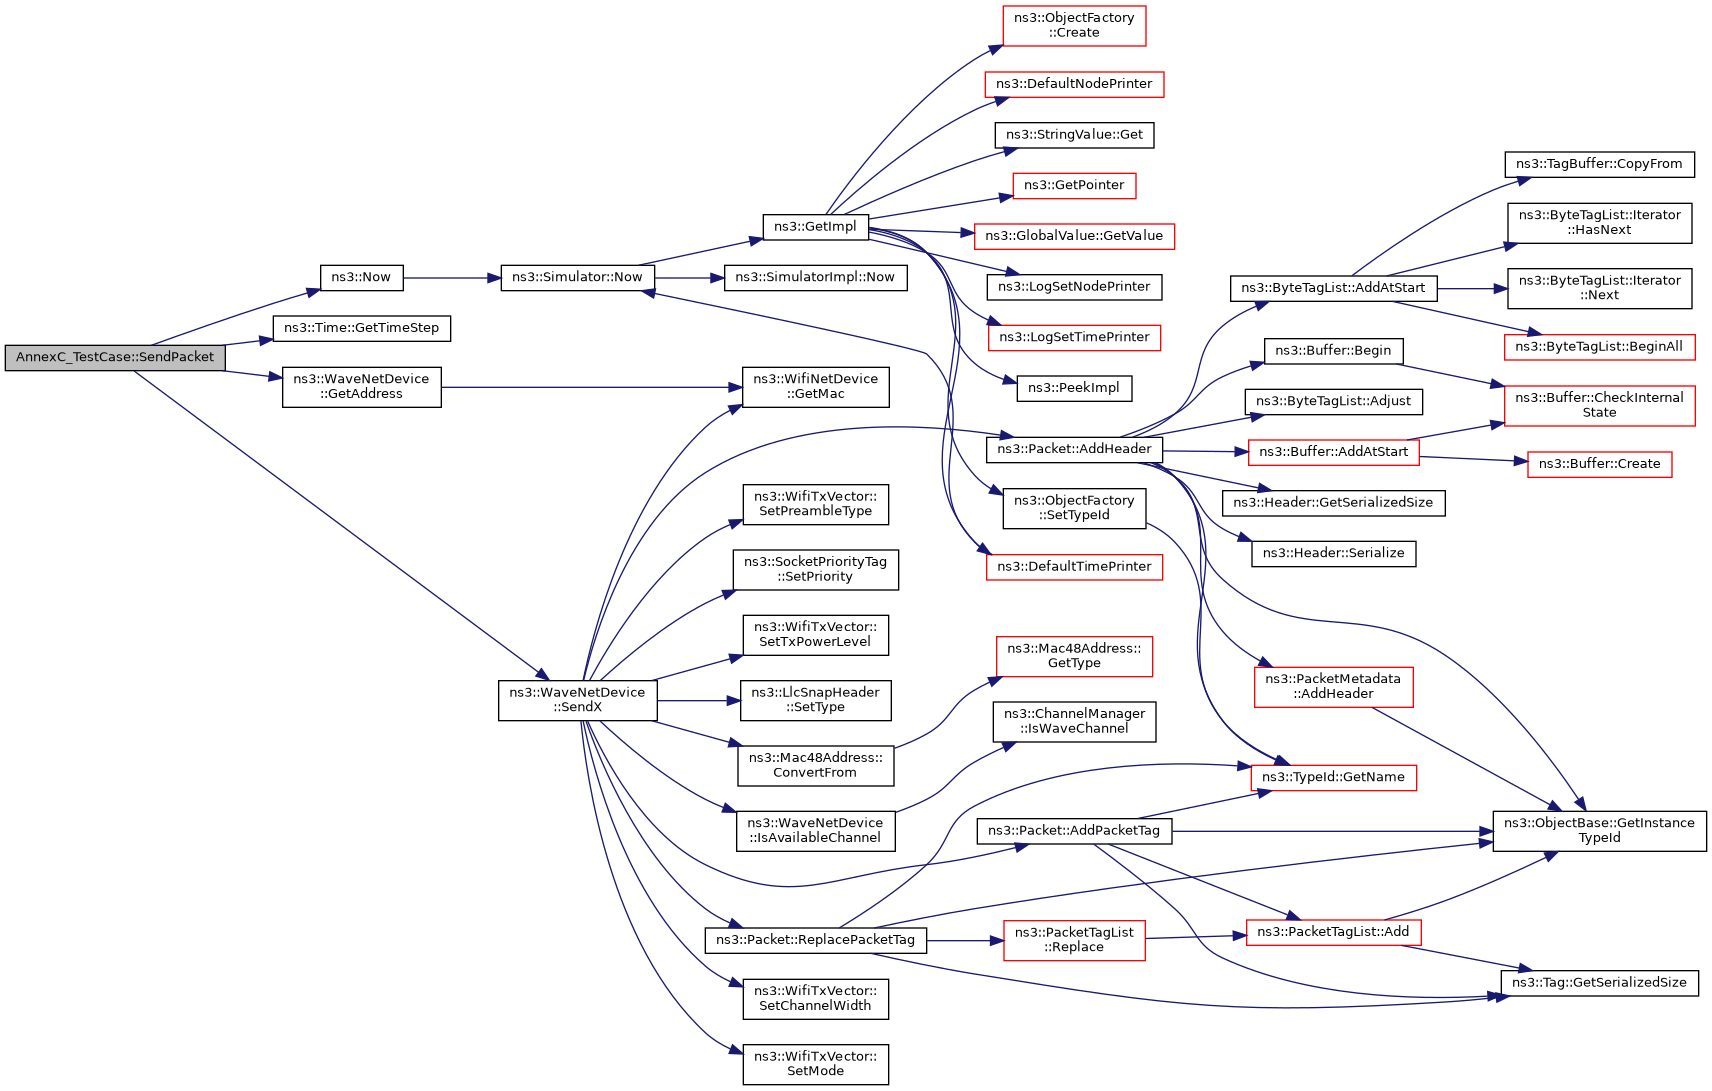 ns3::ObjectFactory
::Create
ns3::DefaultNodePrinter
ns3::StringValue::Get
ns3::GetPointer
ns3::GetImpl
ns3::GlobalValue::GetValue
ns3::Now
ns3::Simulator::Now
ns3::SimulatorImpl::Now
ns3::LogSetNodePrinter
ns3::Time::GetTimeStep
ns3::LogSetTimePrinter
AnnexC_TestCase::SendPacket
ns3::WaveNetDevice
::GetAddress
ns3::WifiNetDevice
::GetMac
ns3::PeekImpl
ns3::Packet::AddHeader
ns3::ObjectFactory
::SetTypeId
ns3::DefaultTimePrinter
ns3::TagBuffer::CopyFrom
ns3::ByteTagList::Iterator
::HasNext
ns3::ByteTagList::AddAtStart
ns3::ByteTagList::Iterator
::Next
ns3::ByteTagList::BeginAll
ns3::Buffer::Begin
ns3::ByteTagList::Adjust
ns3::Buffer::CheckInternal
State
ns3::Buffer::AddAtStart
ns3::Buffer::Create
ns3::Header::GetSerializedSize
ns3::Header::Serialize
ns3::WifiTxVector::
SetPreambleType
ns3::SocketPriorityTag
::SetPriority
ns3::WifiTxVector::
SetTxPowerLevel
ns3::WaveNetDevice
::SendX
ns3::LlcSnapHeader
::SetType
ns3::Mac48Address::
ConvertFrom
ns3::Mac48Address::
GetType
ns3::ChannelManager
::IsWaveChannel
ns3::WaveNetDevice
::IsAvailableChannel
ns3::PacketMetadata
::AddHeader
ns3::TypeId::GetName
ns3::Packet::AddPacketTag
ns3::ObjectBase::GetInstance
TypeId
ns3::Packet::ReplacePacketTag
ns3::PacketTagList
::Replace
ns3::PacketTagList::Add
ns3::Tag::GetSerializedSize
ns3::WifiTxVector::
SetChannelWidth
ns3::WifiTxVector::
SetMode